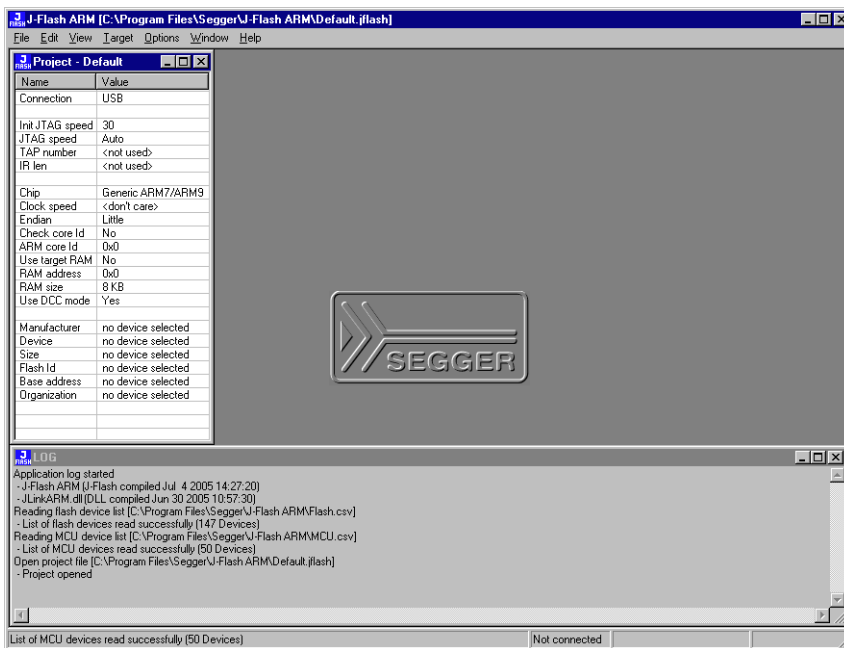 J-Flash ARM [C:\Program Files\Segger\J-Flash ARM\Default.jflash]
File Edit View Target Options Window Help
Project - Default
Name Value
Connection USB
Init JTAG speed 30
JTAG speed Auto
TAP number <not used>
IR len <not used>
Chip Generic ARM7/ARM9
Clock speed <don't care>
Endian Little
Check core Id No
ARM core Id 0x0
Use target RAM No
RAM address 0x0
RAM size 8 KB
Use DCC mode Yes
Manufacturer no device selected
Device no device selected
Size no device selected
Flash Id no device selected
Base address no device selected
Organization no device selected
SEGGER
LOG
Application log started
- J-Flash ARM (J-Flash compiled Jul 4 2005 14:27:20)
- JLinkARM.dll (DLL compiled Jun 30 2005 10:57:30)
Reading flash device list [C:\Program Files\Segger\J-Flash ARM\Flash.csv]
- List of flash devices read successfully (147 Devices)
Reading MCU device list [C:\Program Files\Segger\J-Flash ARM\MCU.csv]
- List of MCU devices read successfully (50 Devices)
Open project file [C:\Program Files\Segger\J-Flash ARM\Default.jflash]
- Project opened
List of MCU devices read successfully (50 Devices) Not connected